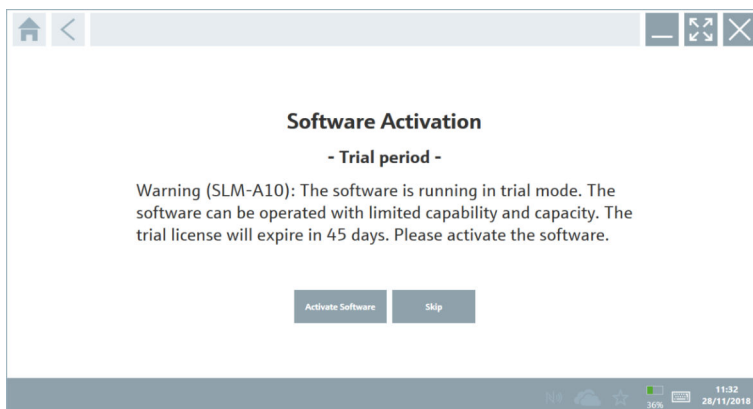 Software Activation
- Trial period -
Warning (SLM-A10): The software is running in trial mode. The
software can be operated with limited capability and capacity. The
trial license will expire in 45 days. Please activate the software.
Activate Software
Skip
36%
11:32
28/11/2018